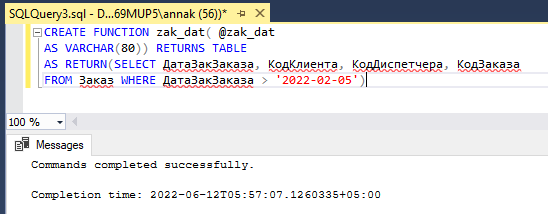 SQLQuery3.sql - D...69MUP5\annak (56))*
CREATE FUNCTION zak_dat( @zak_dat
AS VARCHAR(80)) RETURNS TABLE
AS RETURN(SELECT ДатаЗакЗаказа, КодКлиента, КодДиспетчера, КодЗаказа
FROM Заказ WHERE ДатаЗакЗаказа > '2022-02-05')
100 %
Messages
Commands completed successfully.
Completion time: 2022-06-12T05:57:07.1260335+05:00